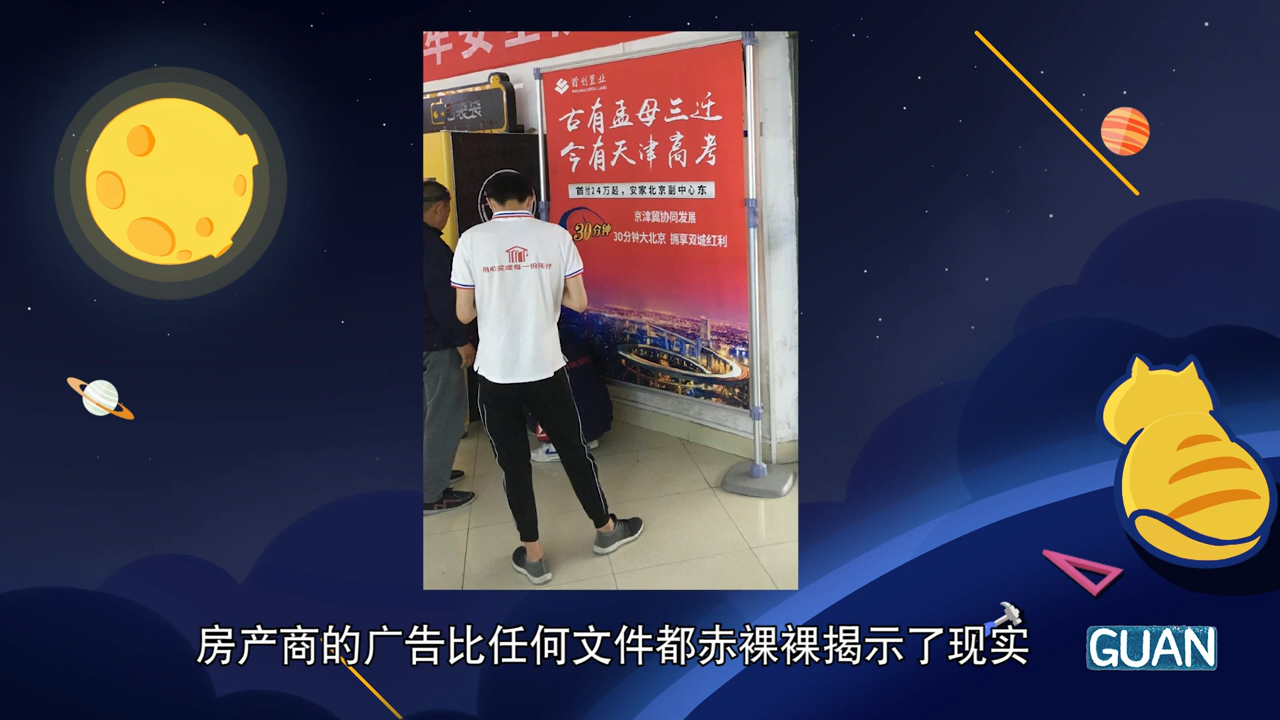 年安全
首创置业
古有孟母三迁
今有天津高考
首付24万起，安家北京副中心东
京津冀协同发展
30分钟
30分钟大北京 拥享双城红利
房产商的广告比任何文件都赤裸裸揭示了现实
GUAN